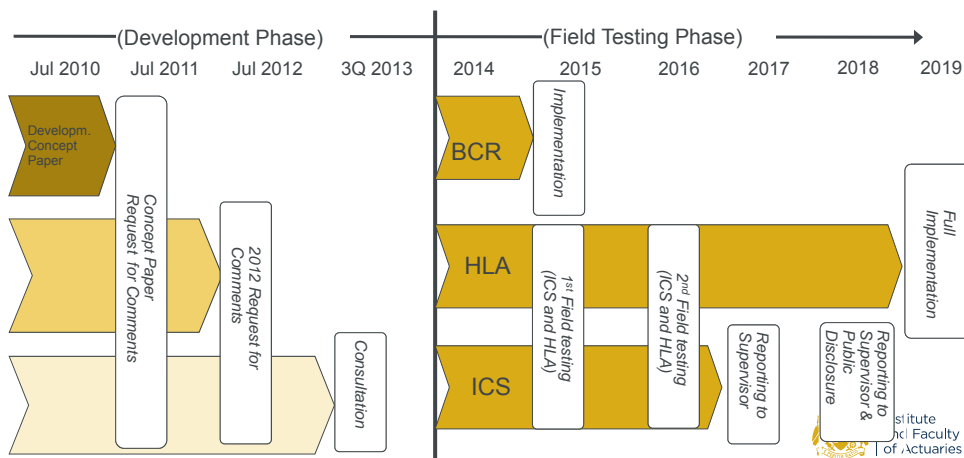 (Development Phase)
(Field Testing Phase)
Jul 2010
Jul 2011
Jul 2012
3Q 2013
2014
2015
2016
2017
2018
2019
Developm.
Concept
Paper
Concept Paper
Request for Comments
2012 Request for
Comments
Consultation
BCR
Implementation
HLA
ICS
1st Field testing
(ICS and HLA)
2nd Field testing
(ICS and HLA)
Reporting to
Supervisor
Reporting to
Supervisor &
Public
Disclosure
Full
Implementation
Faculty
of Actuaries